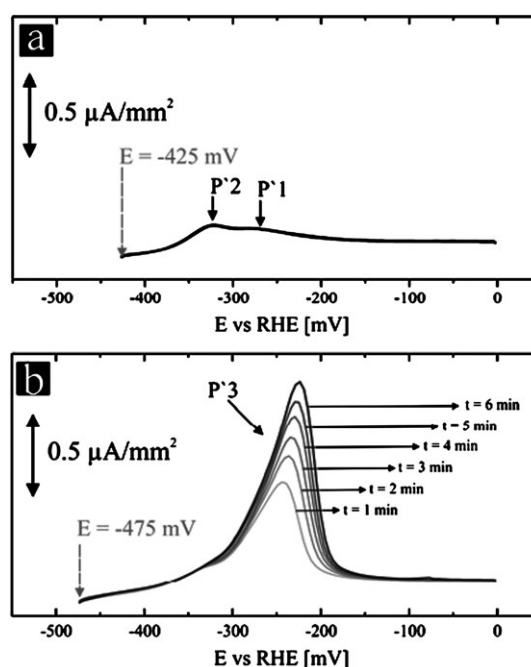 a
0.5 µA/mm²
E = -425 mV
P`2
P`1
-500 -400 -300 -200 -100 0
E vs RHE [mV]
b
P`3
0.5 µA/mm²
t = 6 min
t = 5 min
t = 4 min
t = 3 min
t = 2 min
t = 1 min
E = -475 mV
-500 -400 -300 -200 -100 0
E vs RHE [mV]